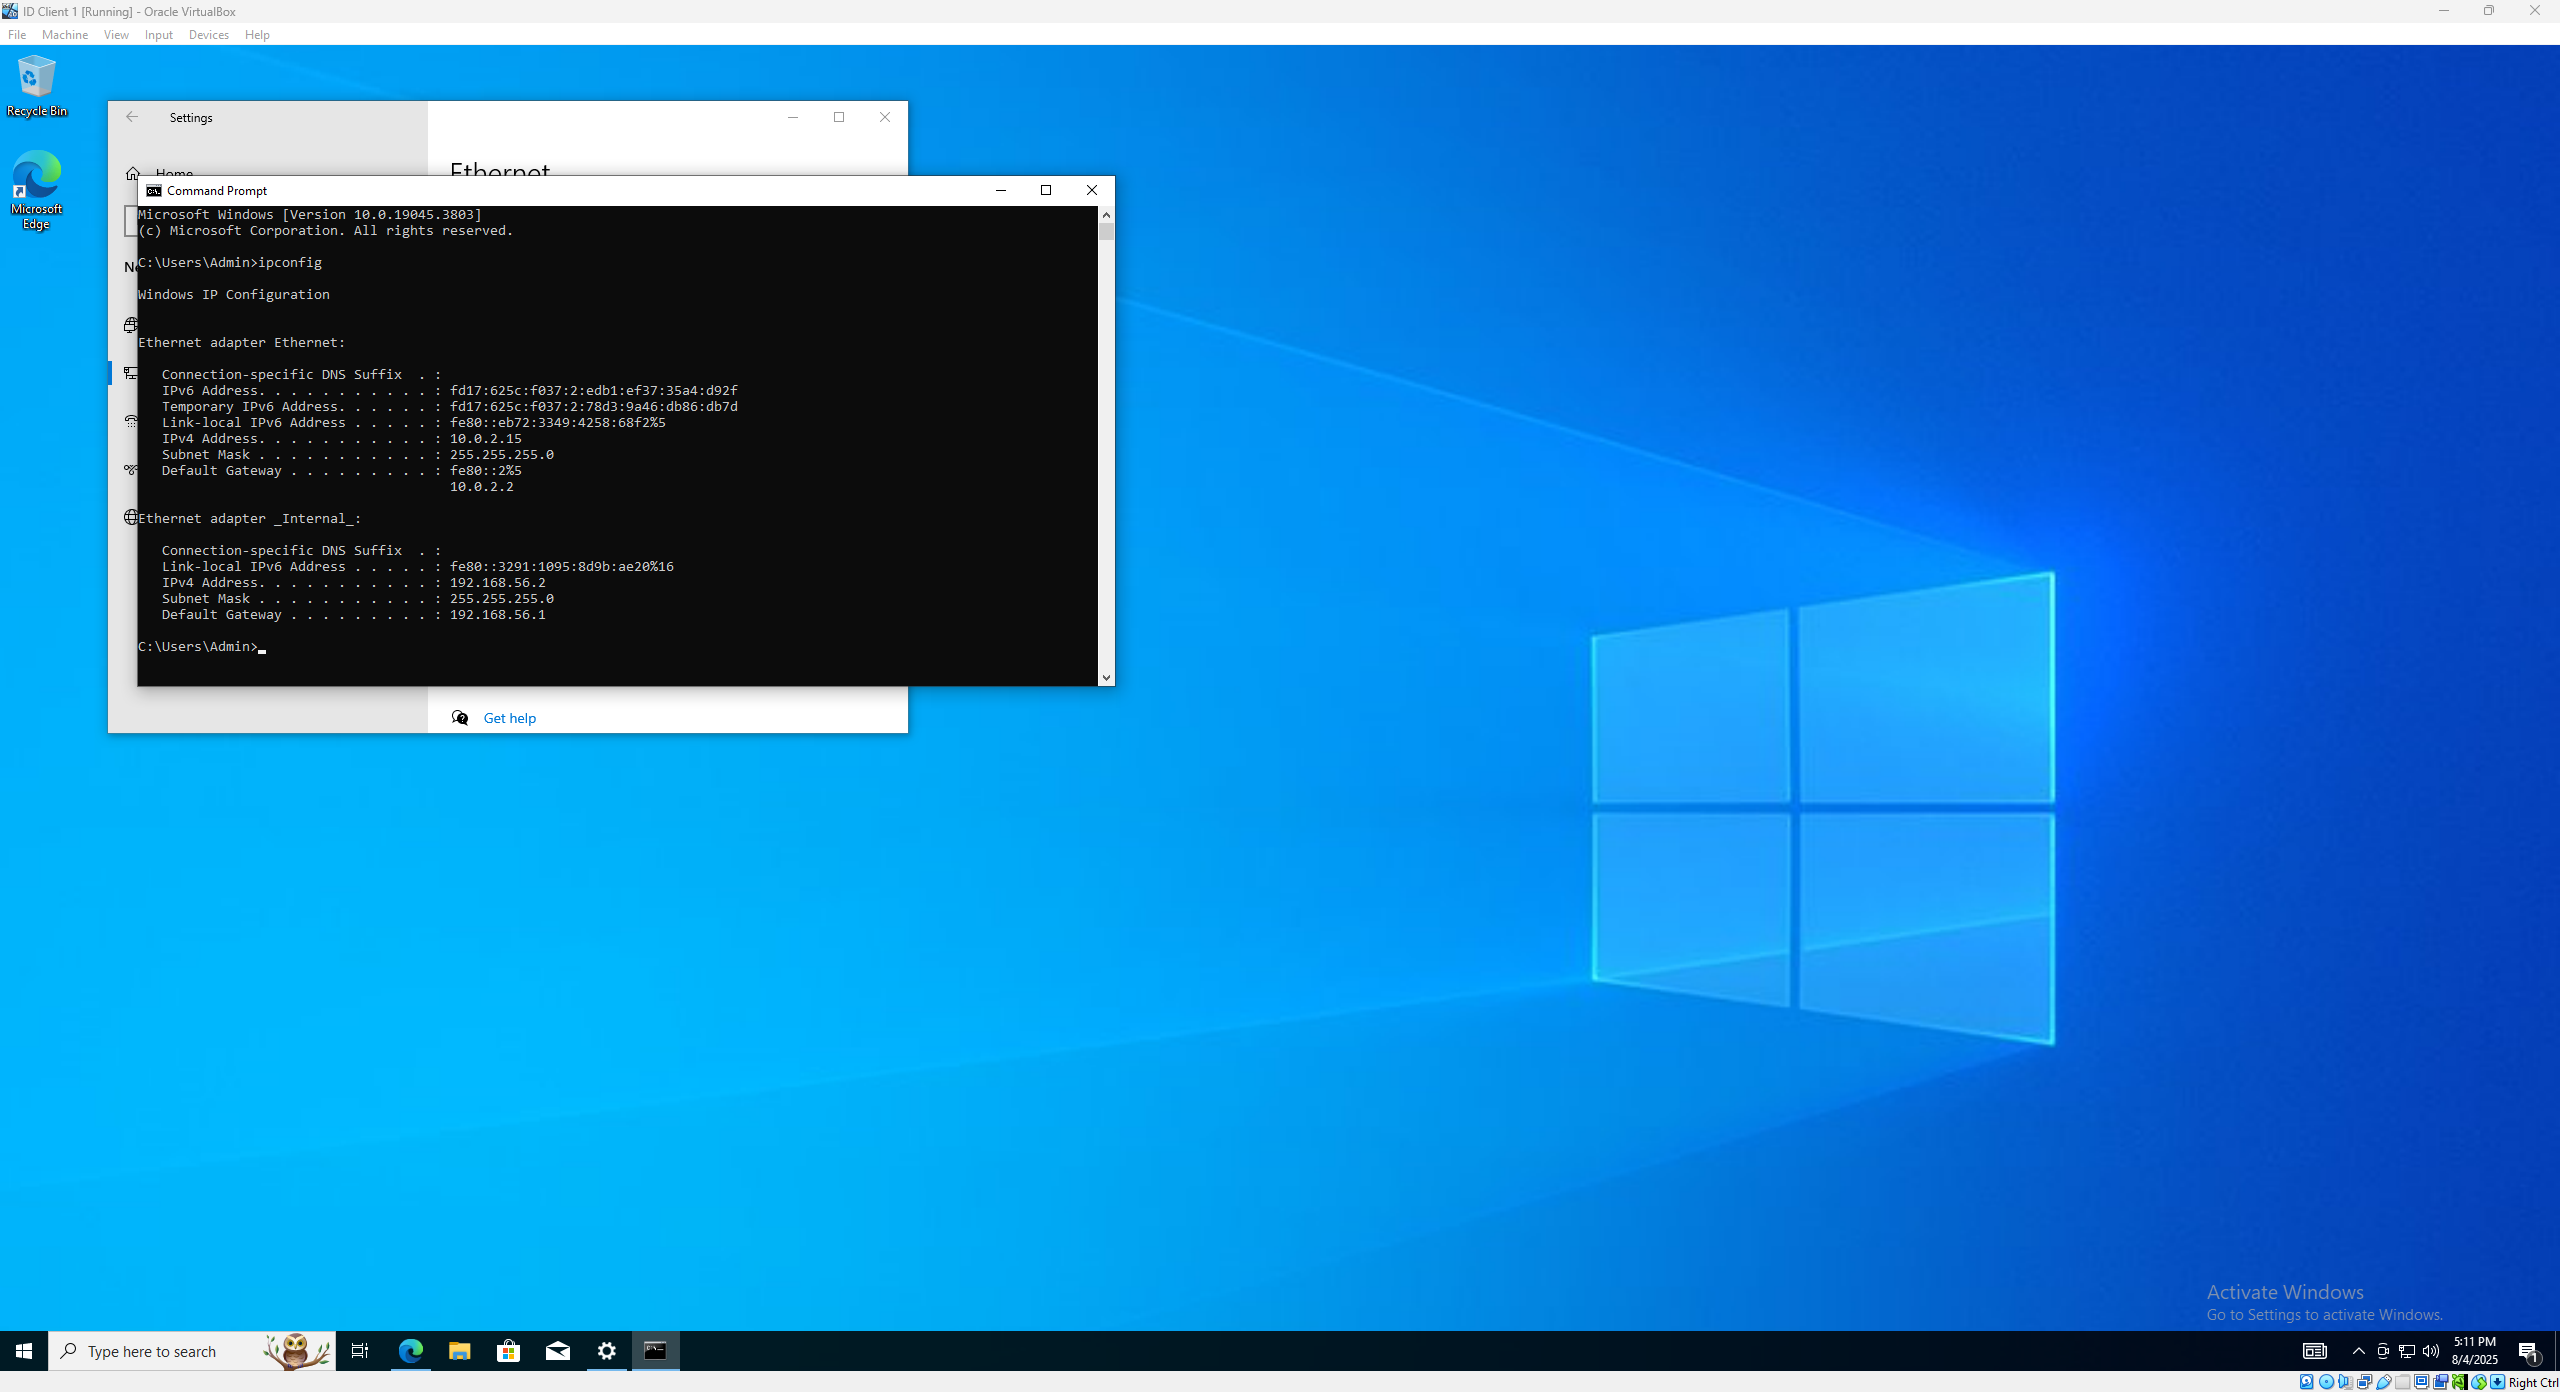 ID Client 1 [Running] - Oracle VirtualBox
File Machine View Input Devices Help
Recycle Bin
Microsoft
Edge
Settings
Home
Ethernet
Command Prompt
Microsoft Windows [Version 10.0.19045.3803]
(c) Microsoft Corporation. All rights reserved.
C:\Users\Admin>ipconfig
Windows IP Configuration
Ethernet adapter Ethernet:
Connection-specific DNS Suffix  . :
IPv6 Address. . . . . . . . . . . : fd17:625c:f037:2:edb1:ef37:35a4:d92f
Temporary IPv6 Address. . . . . . : fd17:625c:f037:2:78d3:9a46:db86:db7d
Link-local IPv6 Address . . . . . : fe80::eb72:3349:4258:68f2%5
IPv4 Address. . . . . . . . . . . : 10.0.2.15
Subnet Mask . . . . . . . . . . . : 255.255.255.0
Default Gateway . . . . . . . . . : fe80::2%5
10.0.2.2
Ethernet adapter _Internal_:
Connection-specific DNS Suffix  . :
Link-local IPv6 Address . . . . . : fe80::3291:1095:8d9b:ae20%16
IPv4 Address. . . . . . . . . . . : 192.168.56.2
Subnet Mask . . . . . . . . . . . : 255.255.255.0
Default Gateway . . . . . . . . . : 192.168.56.1
C:\Users\Admin>
Get help
Activate Windows
Go to Settings to activate Windows.
Type here to search
5:11 PM
8/4/2025
1
Right Ctrl